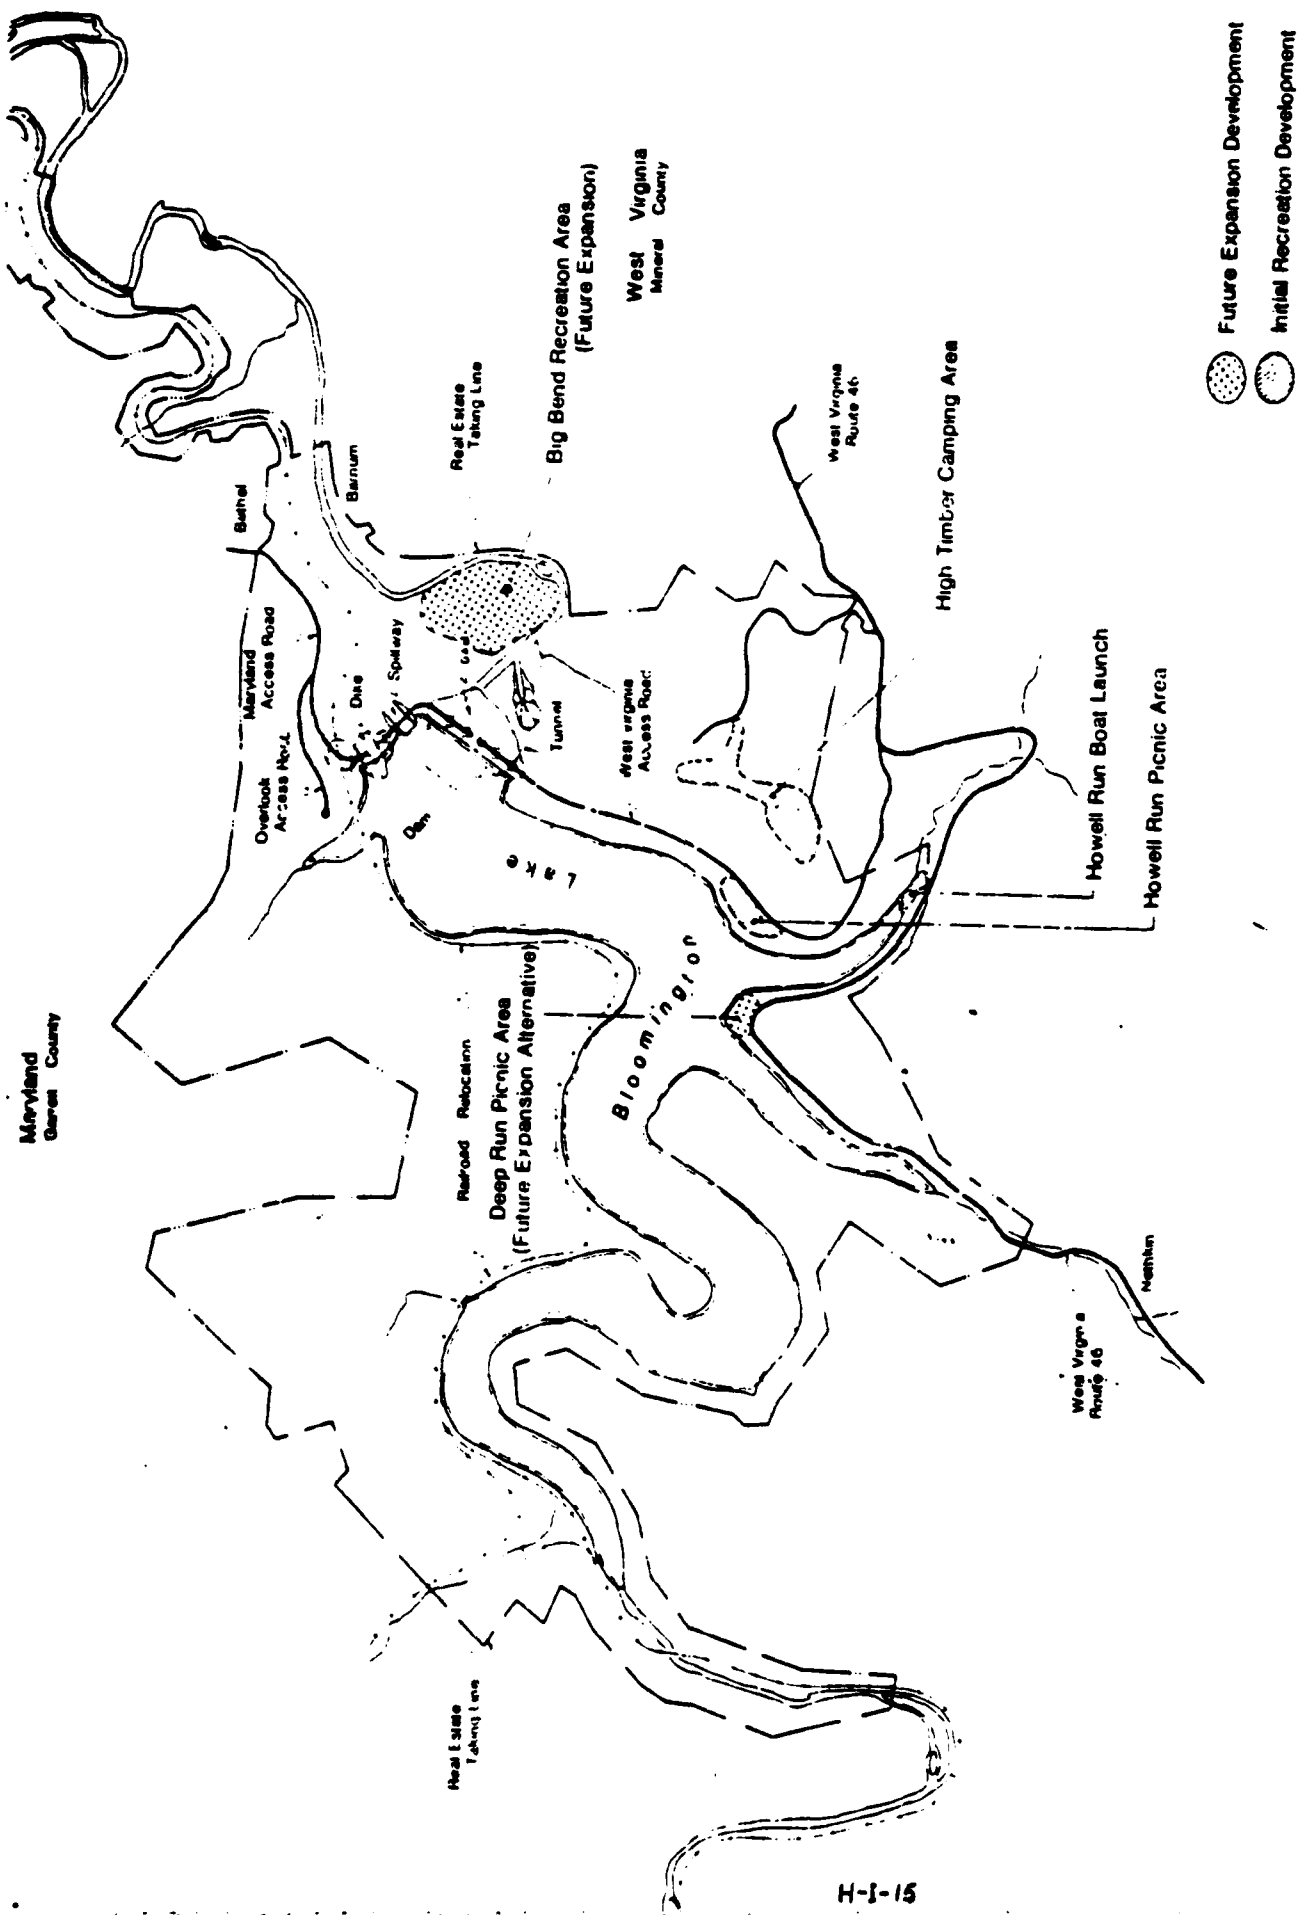 Maryland
Garrett County
Bethel
Maryland
Access Road
Overlook
Access Road
Dike
Spillway
Barnum
Real Estate
Taking Line
Big Bend Recreation Area
(Future Expansion)
West Virginia
Mineral County
Tunnel
West Virginia
Access Road
Dam
Bloomington
Lake
Railroad Relocation
Deep Run Picnic Area
(Future Expansion Alternative)
West Virginia
Route 46
High Timber Camping Area
Howell Run Boat Launch
Howell Run Picnic Area
Real Estate
Taking Line
West Virginia
Route 46
Future Expansion Development
Initial Recreation Development
H-I-15